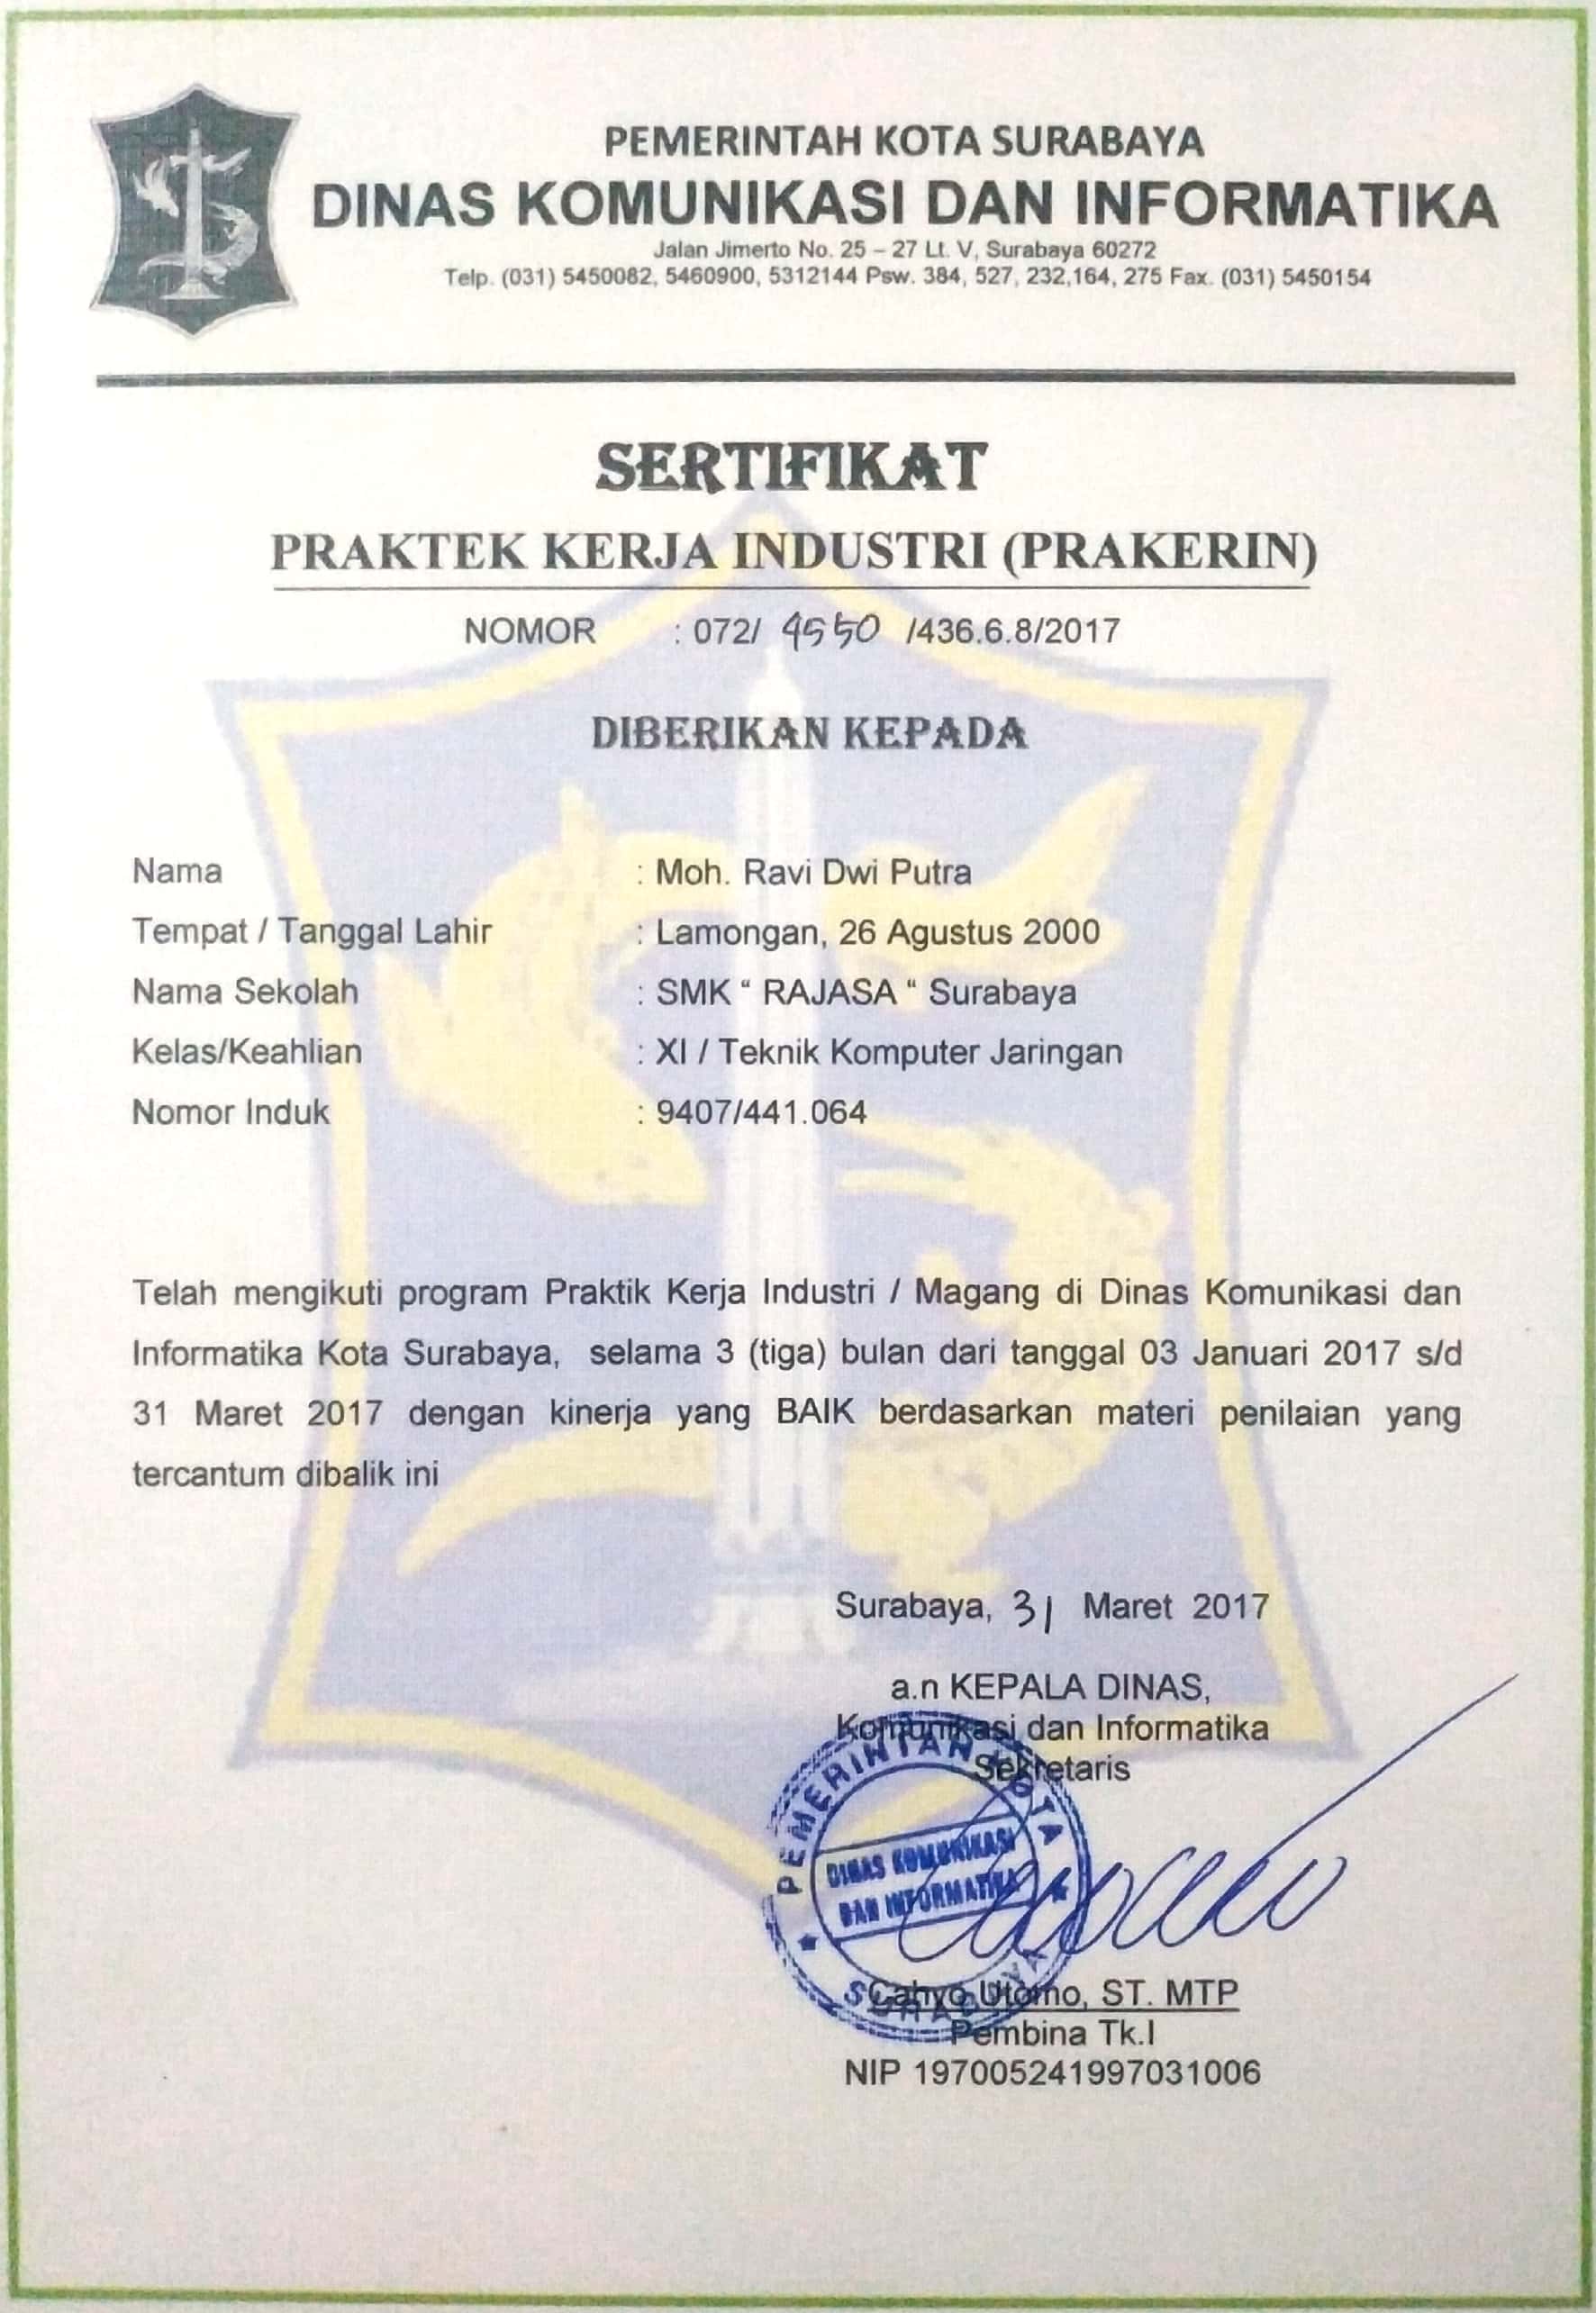 PEMERINTAH KOTA SURABAYA
DINAS KOMUNIKASI DAN INFORMATIKA
Jalan Jimerto No. 25 – 27 Lt. V, Surabaya 60272
Telp. (031) 5450082, 5460900, 5312144 Psw. 384, 527, 232,164, 275 Fax. (031) 5450154
SERTIFIKAT
PRAKTEK KERJA INDUSTRI (PRAKERIN)
NOMOR : 072/ 4550 /436.6.8/2017
DIBERIKAN KEPADA
Nama : Moh. Ravi Dwi Putra
Tempat / Tanggal Lahir : Lamongan, 26 Agustus 2000
Nama Sekolah : SMK “ RAJASA “ Surabaya
Kelas/Keahlian : XI / Teknik Komputer Jaringan
Nomor Induk : 9407/441.064
Telah mengikuti program Praktik Kerja Industri / Magang di Dinas Komunikasi dan
Informatika Kota Surabaya, selama 3 (tiga) bulan dari tanggal 03 Januari 2017 s/d
31 Maret 2017 dengan kinerja yang BAIK berdasarkan materi penilaian yang
tercantum dibalik ini
Surabaya, 31 Maret 2017
a.n KEPALA DINAS,
Komunikasi dan Informatika
Sekretaris
PEMERINTAH KOTA
DINAS KOMUNIKASI
DAN INFORMATIKA
SURABAYA
Cahyo Utomo, ST. MTP
Pembina Tk.I
NIP 197005241997031006